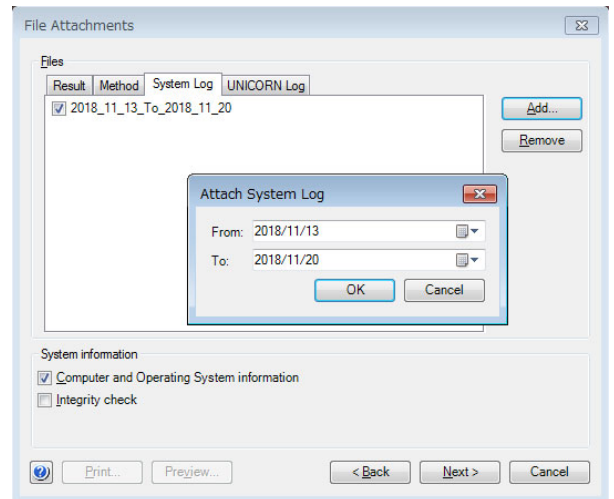 File Attachments
Files
Result Method System Log UNICORN Log
2018_11_13_To_2018_11_20
Add...
Remove
Attach System Log
From: 2018/11/13
To: 2018/11/20
OK Cancel
System information
Computer and Operating System information
Integrity check
? Print... Preview... < Back Next > Cancel